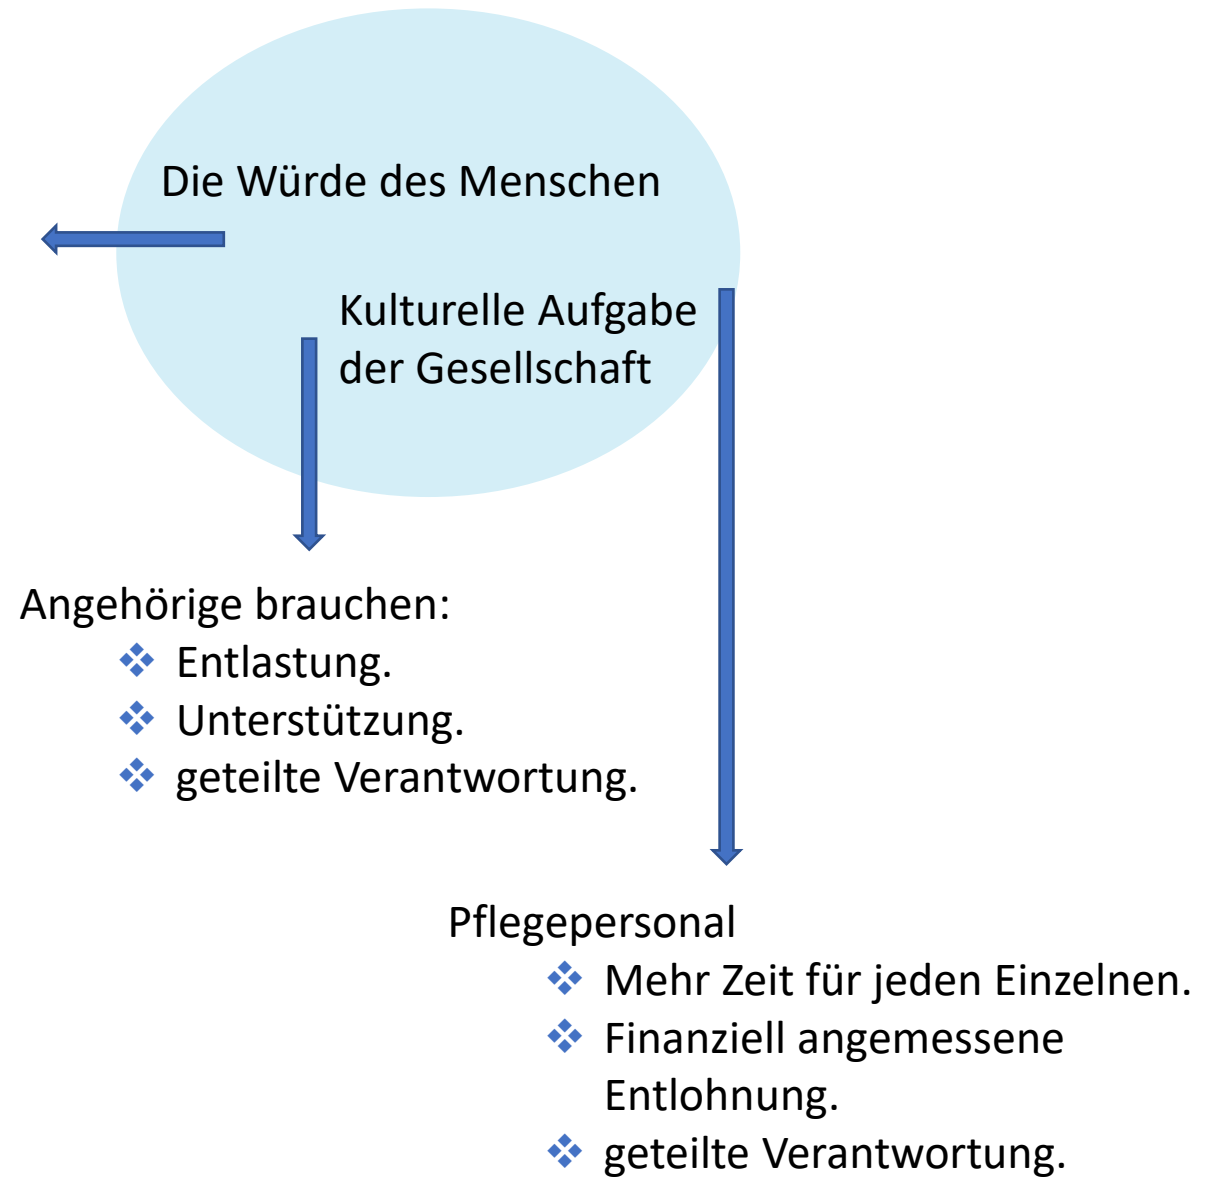 Die Würde des Menschen
Kulturelle Aufgabe
der Gesellschaft
Angehörige brauchen:
❖ Entlastung.
❖ Unterstützung.
❖ geteilte Verantwortung.
Pflegepersonal
❖ Mehr Zeit für jeden Einzelnen.
❖ Finanziell angemessene
Entlohnung.
❖ geteilte Verantwortung.